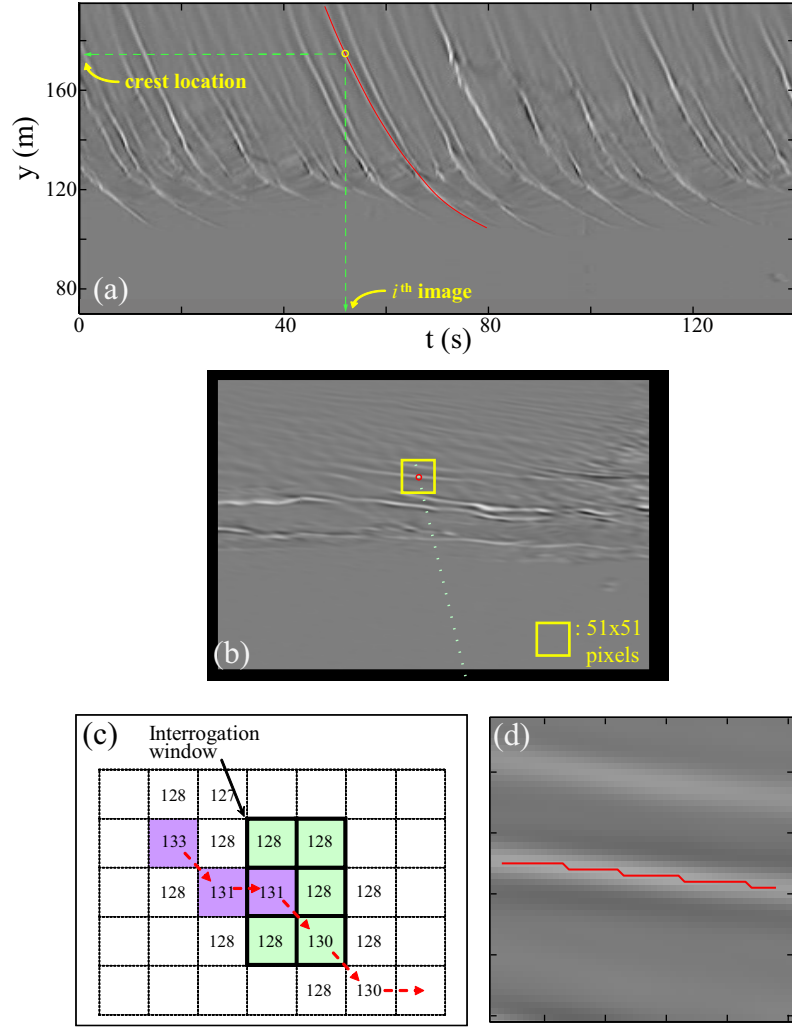 160
crest location
y (m)
120
i th image
80
(a)
0
40
80
120
t (s)
: 51x51
pixels
(b)
(c)
Interrogation
window
(d)
128 127
133 128 128 128
128 131 131 128 128
128 128 130 128
128 130